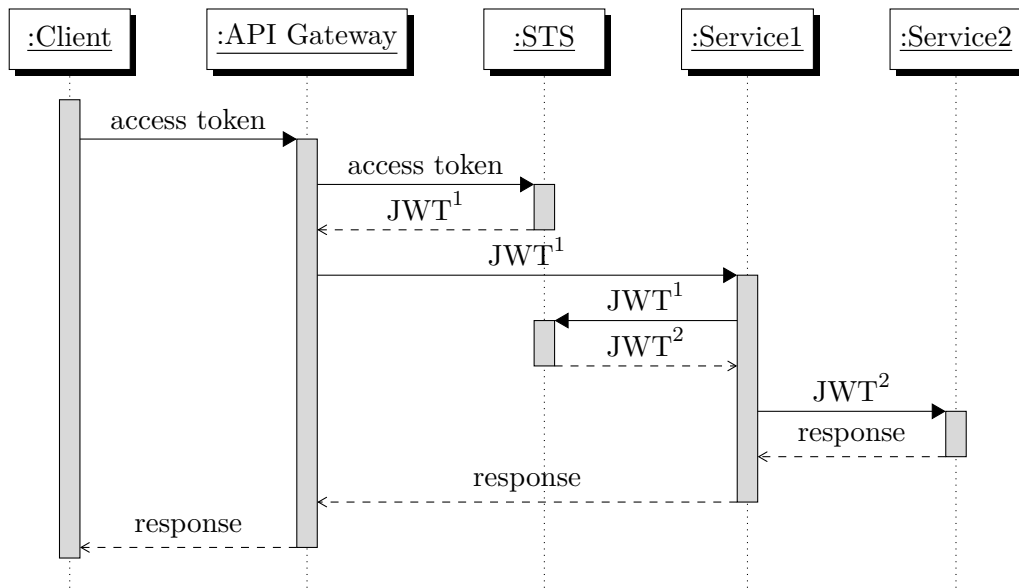 :Client
:API Gateway
:STS
:Service1
:Service2
access token
access token
JWT¹
JWT¹
JWT¹
JWT²
JWT²
response
response
response